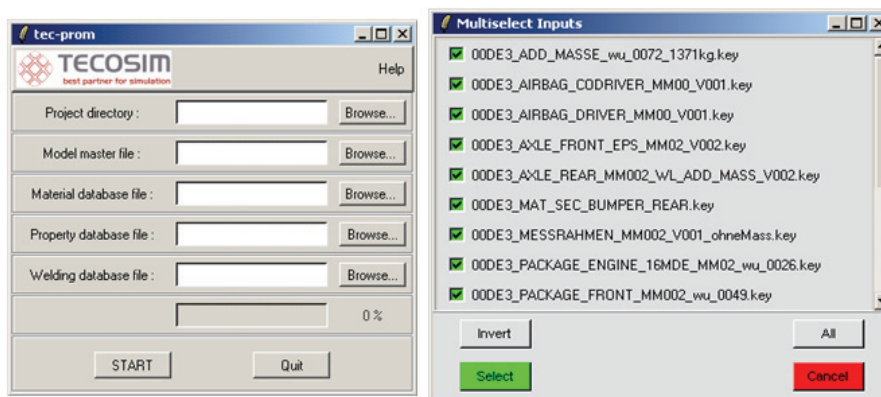 tec-prom
TECOSIM
best partner for simulation
Help
Project directory :
Browse...
Model master file :
Browse...
Material database file :
Browse...
Property database file :
Browse...
Welding database file :
Browse...
0 %
START
Quit
Multiselect Inputs
00DE3_ADD_MASSE_wu_0072_1371kg.key
00DE3_AIRBAG_CODRIVER_MM00_V001.key
00DE3_AIRBAG_DRIVER_MM00_V001.key
00DE3_AXLE_FRONT_EPS_MM02_V002.key
00DE3_AXLE_REAR_MM002_WL_ADD_MASS_V002.key
00DE3_MAT_SEC_BUMPER_REAR.key
00DE3_MESSRAHMEN_MM002_V001_ohneMass.key
00DE3_PACKAGE_ENGINE_16MDE_MM02_wu_0026.key
00DE3_PACKAGE_FRONT_MM002_wu_0049.key
Invert
All
Select
Cancel